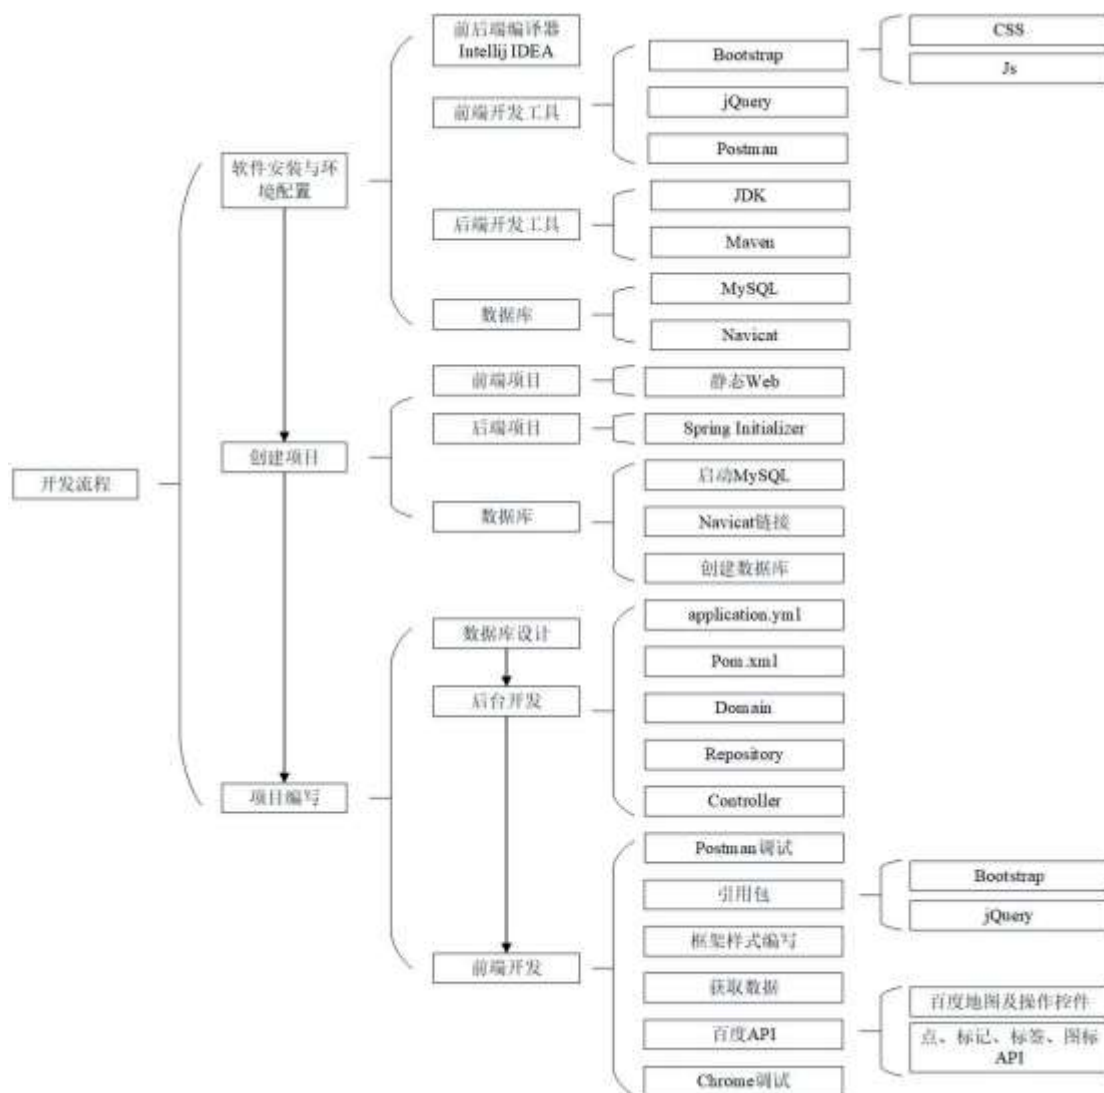 开发流程
软件安装与环
境配置
前后端编译器
Intellij IDEA
前端开发工具
Bootstrap
CSS
Js
jQuery
Postman
后端开发工具
JDK
Maven
数据库
MySQL
Navicat
创建项目
前端项目
静态Web
后端项目
Spring Initializer
数据库
启动MySQL
Navicat链接
创建数据库
项目编写
数据库设计
后台开发
application.yml
Pom.xml
Domain
Repository
Controller
前端开发
Postman调试
引用包
Bootstrap
jQuery
框架样式编写
获取数据
百度API
百度地图及操作控件
点、标记、标签、图标
API
Chrome调试